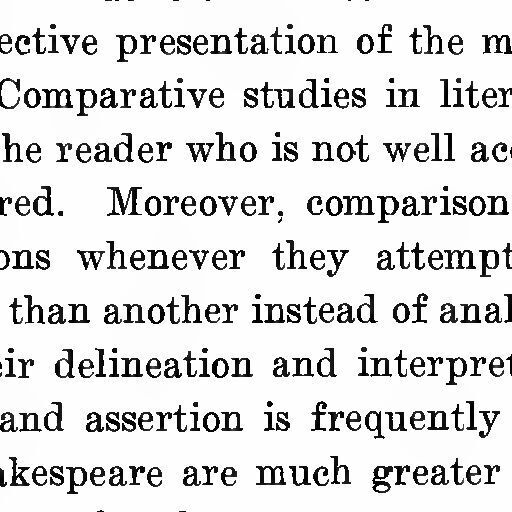 ective presentation of the m
Comparative studies in liter
he reader who is not well ac
red. Moreover, comparison
ons whenever they attempt
than another instead of anal
eir delineation and interpret
and assertion is frequently
akespeare are much greater